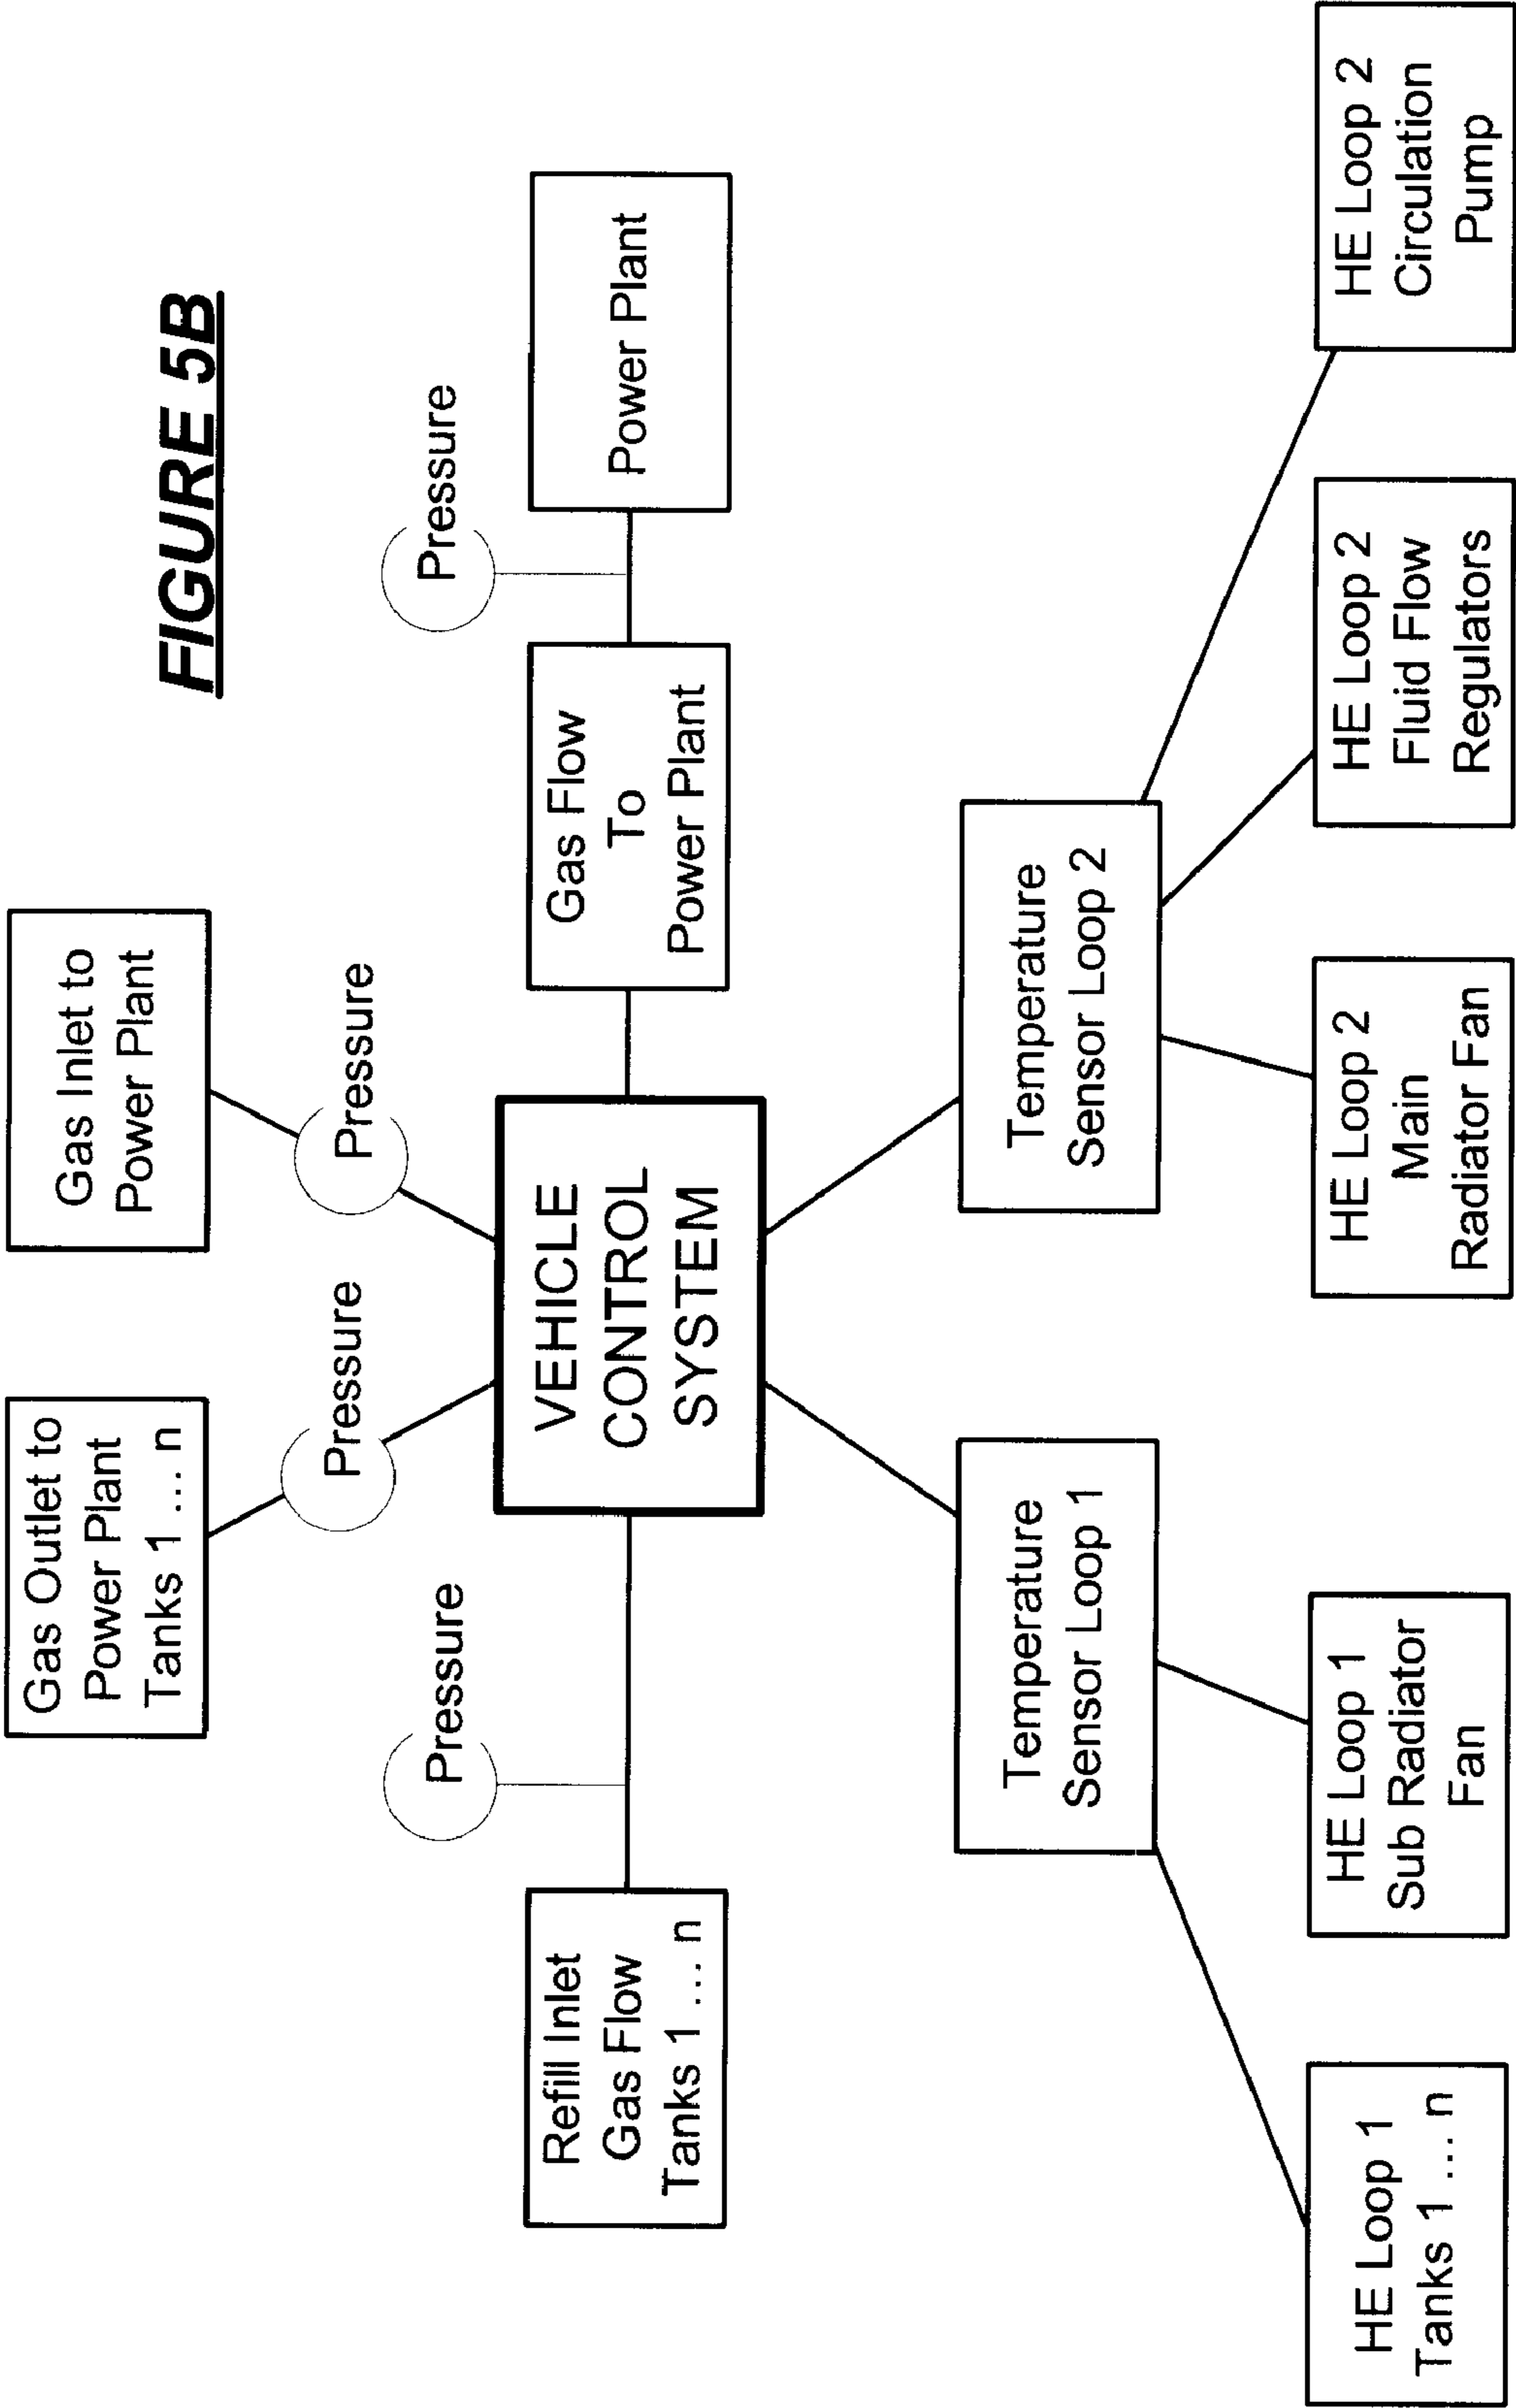 FIGURE 5B
Gas Outlet to
Power Plant
Tanks 1 ... n
Gas Inlet to
Power Plant
Pressure
Pressure
Pressure
Pressure
Refill Inlet
Gas Flow
Tanks 1 ... n
VEHICLE
CONTROL
SYSTEM
Gas Flow
To
Power Plant
Power Plant
Temperature
Sensor Loop 1
Temperature
Sensor Loop 2
HE Loop 1
Tanks 1 ... n
HE Loop 1
Sub Radiator
Fan
HE Loop 2
Main
Radiator Fan
HE Loop 2
Fluid Flow
Regulators
HE Loop 2
Circulation
Pump